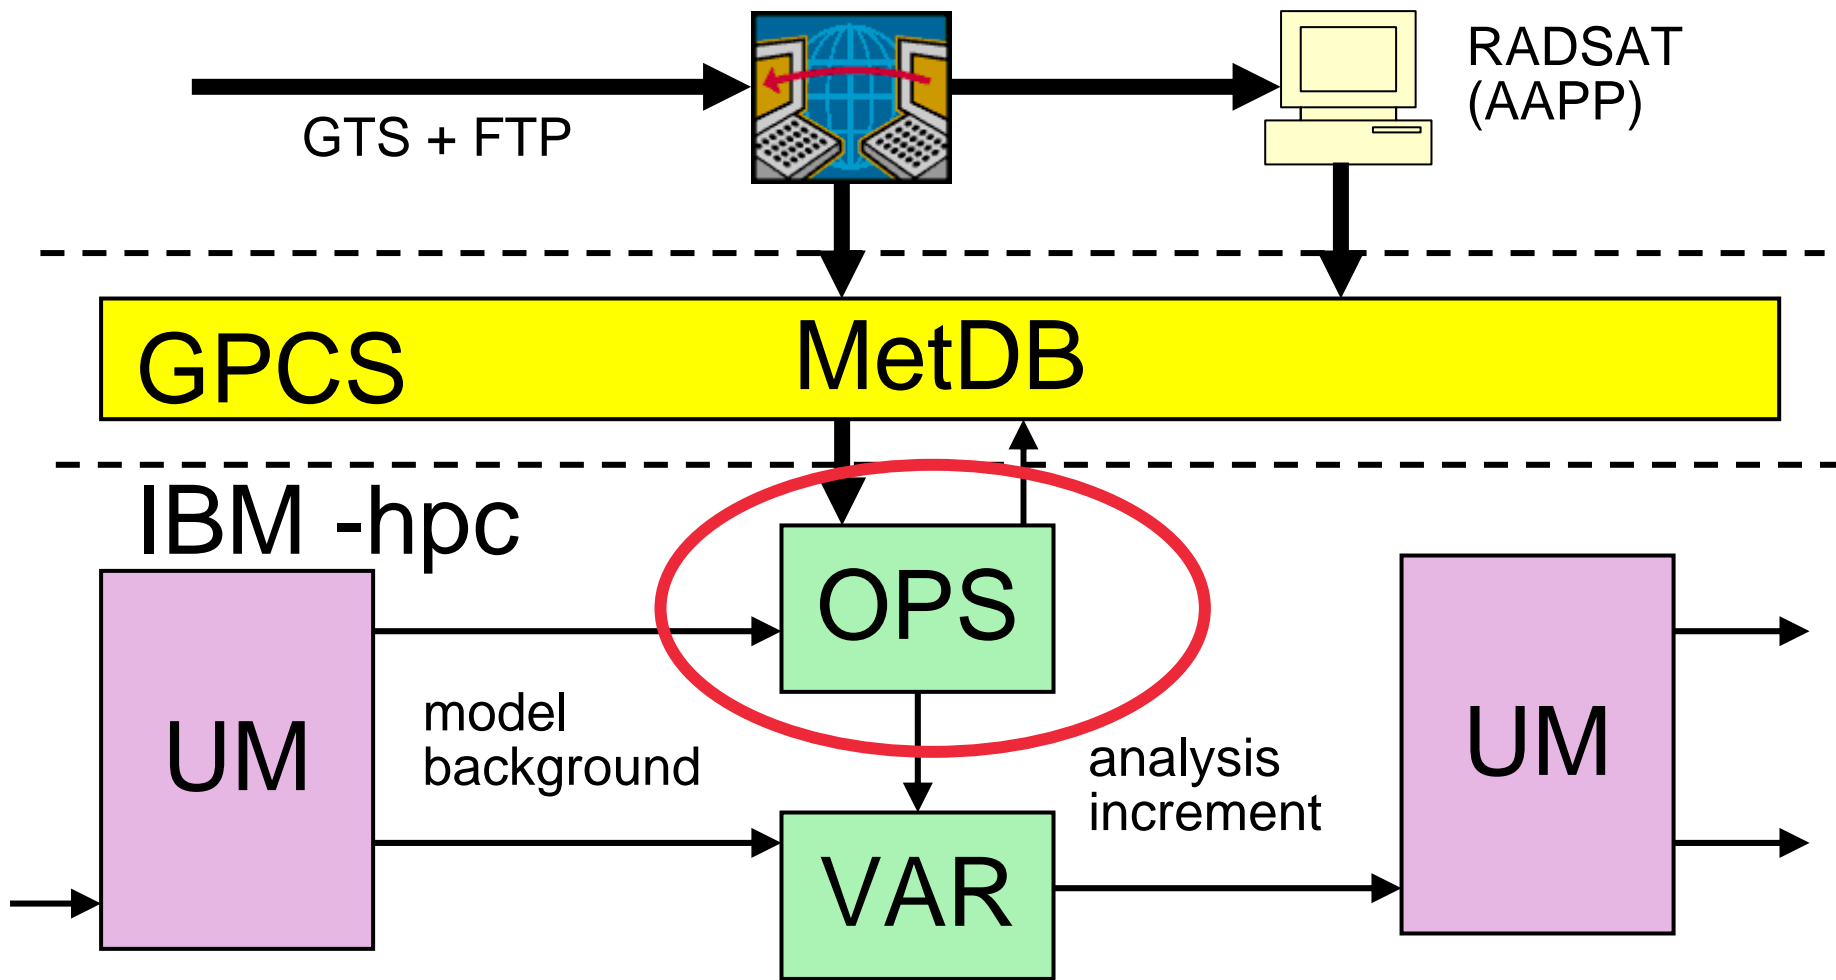 RADSAT
(AAPP)
GTS + FTP
GPCS
MetDB
IBM -hpc
OPS
UM
model
background
UM
analysis
increment
VAR